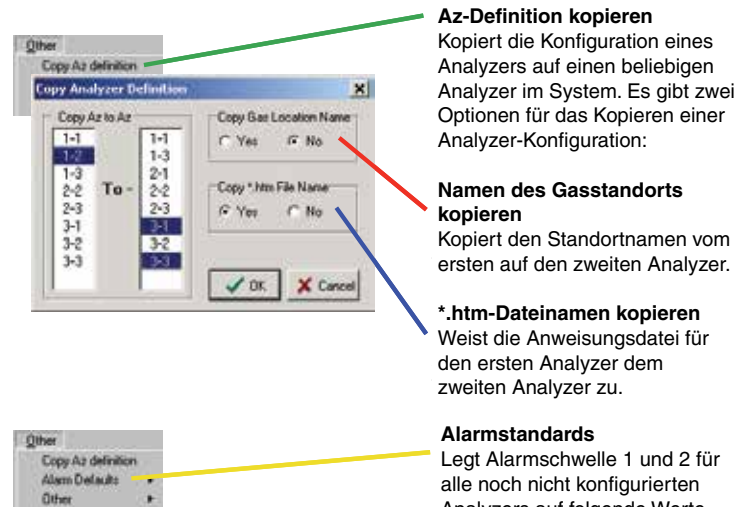 Other
Copy Az definition
Copy Analyzer Definition
Copy Az to Az
1-1
1-2
1-3
2-2
2-3
3-1
3-2
3-3
To -
1-1
1-3
2-1
2-2
2-3
3-1
3-2
3-3
Copy Gas Location Name
Yes No
Copy *.htm File Name
Yes No
OK Cancel
Az-Definition kopieren
Kopiert die Konfiguration eines
Analyzers auf einen beliebigen
Analyzer im System. Es gibt zwei
Optionen für das Kopieren einer
Analyzer-Konfiguration:
Namen des Gasstandorts
kopieren
Kopiert den Standortnamen vom
ersten auf den zweiten Analyzer.
*.htm-Dateinamen kopieren
Weist die Anweisungsdatei für
den ersten Analyzer dem
zweiten Analyzer zu.
Other
Copy Az definition
Alarm Defaults
Other
Alarmstandards
Legt Alarmschwelle 1 und 2 für
alle noch nicht konfigurierten
Analyzers auf folgende Werte